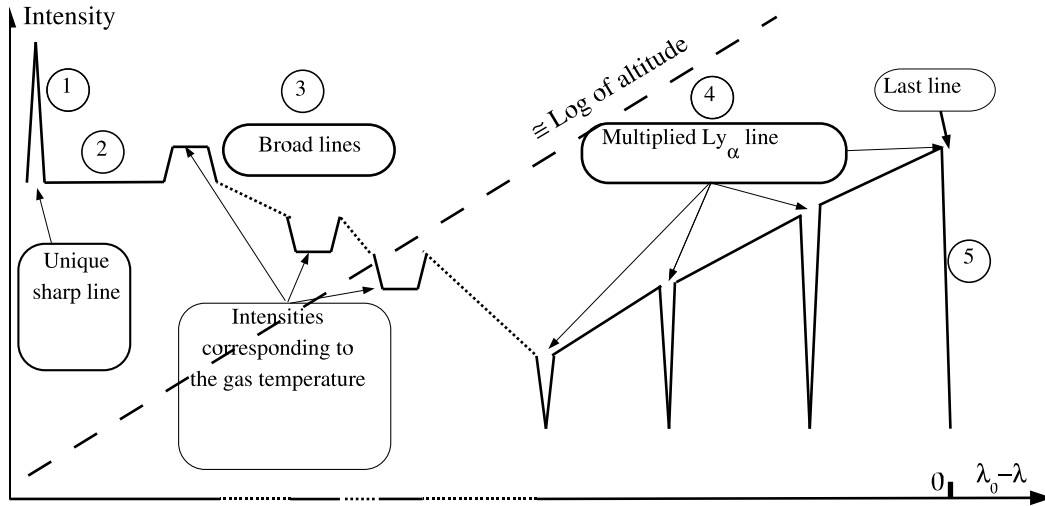 Intensity
1
2
3
Broad lines
≅ Log of altitude
4
Multiplied Ly α line
Last line
5
Unique
sharp line
Intensities
corresponding to
the gas temperature
0
λ0−λ